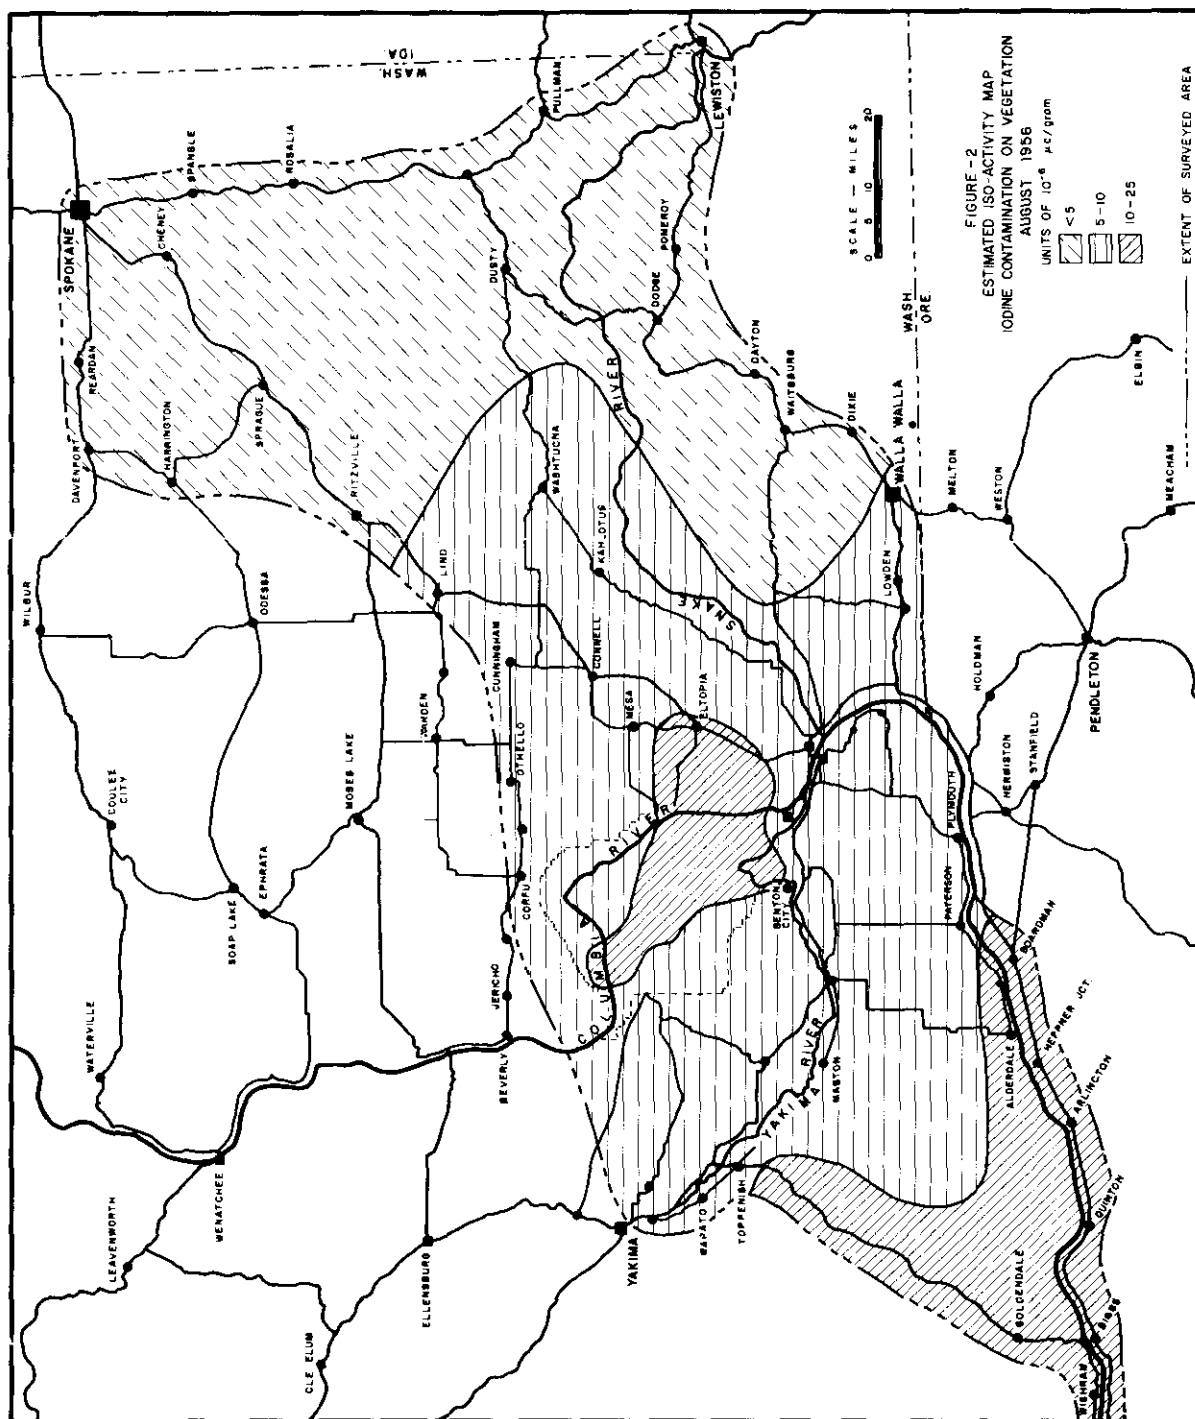 FIGURE-2
ESTIMATED ISO-ACTIVITY MAP
IODINE CONTAMINATION ON VEGETATION
AUGUST 1956
UNITS OF 10⁻⁶ µc/gram
<5
5-10
10-25
EXTENT OF SURVEYED AREA
SCALE — MILES
0 5 10 20
WASH.
IDA.
WASH.
ORE.
LEAVENWORTH
CLE ELUM
WATERVILLE
WENATCHEE
ELLENSBURG
COULEE
CITY
SOAP LAKE
EPHRATA
WILBUR
ODESSA
MOSES LAKE
WARDEN
DAVENPORT
REARDAN
HARRINGTON
SPRAGUE
RITZVILLE
LIND
SPOKANE
CHENEY
SPANGLE
ROSALIA
PULLMAN
LEWISTON
DUSTY
DODGE
POMEROY
DAYTON
WAITSBURG
DIXIE
WALLA WALLA
LOWDEN
WASHTUCNA
KAHLOTUS
SNAKE
RIVER
CUNNINGHAM
OTHELLO
CORFU
JERICHO
BEVERLY
CONNELL
MESA
ELTOPIA
COLUMBIA
RIVER
BENTON
CITY
YAKIMA
WAPATO
TOPPENISH
YAKIMA
RIVER
MABTON
PATERSON
PLYMOUTH
ALDERDALE
BOARDMAN
HEPPNER JCT.
ARLINGTON
QUINTON
GOLDENDALE
BIGGS
WISHRAM
HERMISTON
STANFIELD
HOLDMAN
PENDLETON
MELTON
WESTON
MEACHAM
ELGIN